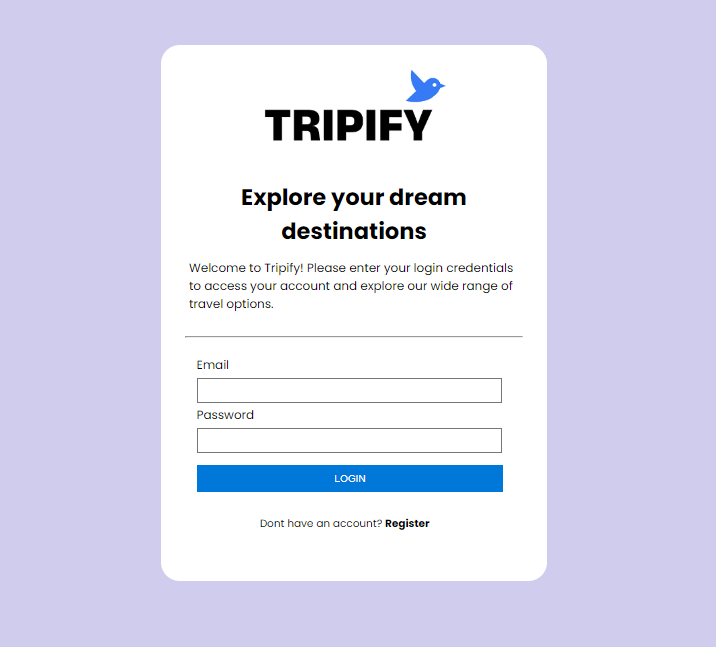 TRIPIFY
Explore your dream
destinations
Welcome to Tripify! Please enter your login credentials
to access your account and explore our wide range of
travel options.
Email
Password
LOGIN
Dont have an account? Register